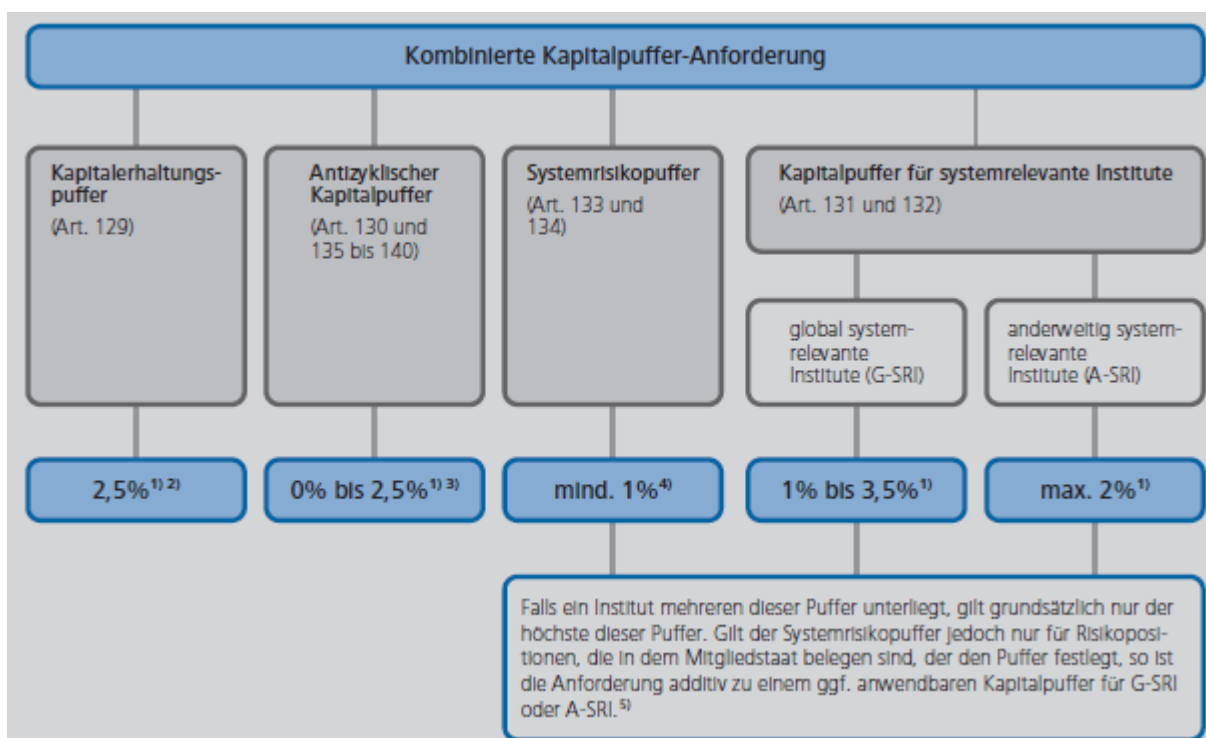 Kombinierte Kapitalpuffer-Anforderung
Kapitalerhaltungs-
puffer
(Art. 129)
Antizyklischer
Kapitalpuffer
(Art. 130 und
135 bis 140)
Systemrisikopuffer
(Art. 133 und
134)
Kapitalpuffer für systemrelevante Institute
(Art. 131 und 132)
global system-
relevante
Institute (G-SRI)
anderweitig system-
relevante
Institute (A-SRI)
2,5%¹⁾ ²⁾
0% bis 2,5%¹⁾ ³⁾
mind. 1%⁴⁾
1% bis 3,5%¹⁾
max. 2%¹⁾
Falls ein Institut mehreren dieser Puffer unterliegt, gilt grundsätzlich nur der
höchste dieser Puffer. Gilt der Systemrisikopuffer jedoch nur für Risikoposi-
tionen, die in dem Mitgliedstaat belegen sind, der den Puffer festlegt, so ist
die Anforderung additiv zu einem ggf. anwendbaren Kapitalpuffer für G-SRI
oder A-SRI.⁵⁾